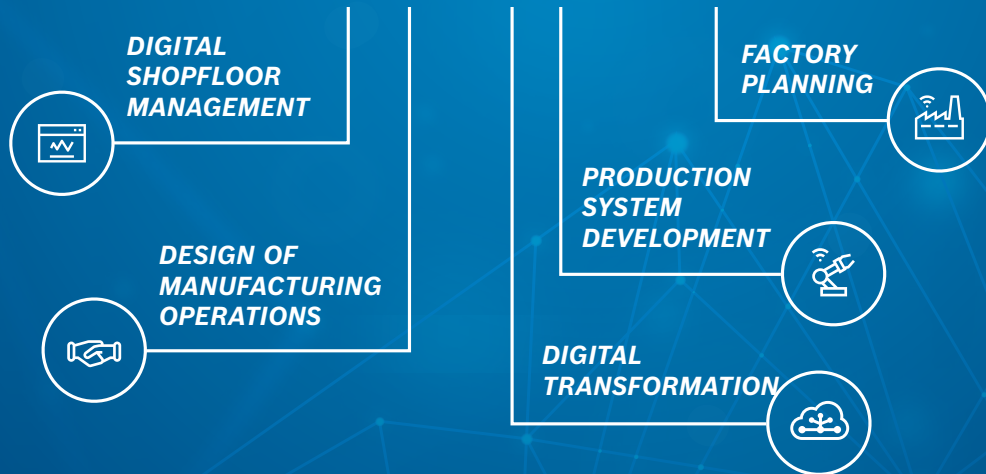 DIGITAL
SHOPFLOOR
MANAGEMENT
FACTORY
PLANNING
PRODUCTION
SYSTEM
DEVELOPMENT
DESIGN OF
MANUFACTURING
OPERATIONS
DIGITAL
TRANSFORMATION